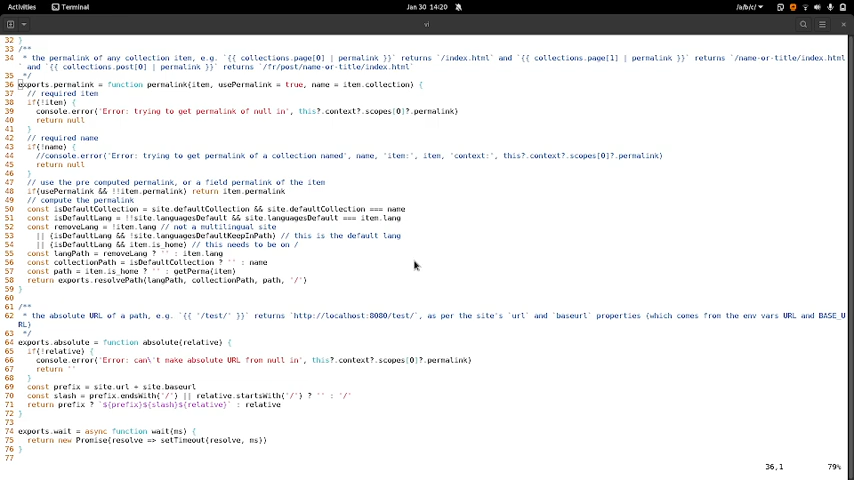 Activities Terminal Jan 30 14:20 /a/b/c/
vi
32 }
33 /**
34  * the permalink of any collection item, e.g. `{{ collections.page[0] | permalink }}` returns `/index.html` and `{{ collections.page[1] | permalink }}` returns `/name-or-title/index.html
` and `{{ collections.post[0] | permalink }}` returns `/fr/post/name-or-title/index.html`
35  */
36 exports.permalink = function permalink(item, usePermalink = true, name = item.collection) {
37   // required item
38   if(!item) {
39     console.error('Error: trying to get permalink of null in', this?.context?.scopes[0]?.permalink)
40     return null
41   }
42   // required name
43   if(!name) {
44     //console.error('Error: trying to get permalink of a collection named', name, 'item:', item, 'context:', this?.context?.scopes[0]?.permalink)
45     return null
46   }
47   // use the pre computed permalink, or a field permalink of the item
48   if(usePermalink && !!item.permalink) return item.permalink
49   // compute the permalink
50   const isDefaultCollection = site.defaultCollection && site.defaultCollection === name
51   const isDefaultLang = !!site.languagesDefault && site.languagesDefault === item.lang
52   const removeLang = !item.lang // not a multilingual site
53     || (isDefaultLang && !site.languagesDefaultKeepInPath) // this is the default lang
54     || (isDefaultLang && item.is_home) // this needs to be on /
55   const langPath = removeLang ? '' : item.lang
56   const collectionPath = isDefaultCollection ? '' : name
57   const path = item.is_home ? '' : getPerma(item)
58   return exports.resolvePath(langPath, collectionPath, path, '/')
59 }
60
61 /**
62  * the absolute URL of a path, e.g. `{{ '/test/' }}` returns `http://localhost:8080/test/`, as per the site's `url` and `baseurl` properties (which comes from the env vars URL and BASE_U
RL)
63  */
64 exports.absolute = function absolute(relative) {
65   if(!relative) {
66     console.error('Error: can\'t make absolute URL from null in', this?.context?.scopes[0]?.permalink)
67     return ''
68   }
69   const prefix = site.url + site.baseurl
70   const slash = prefix.endsWith('/') || relative.startsWith('/') ? '' : '/'
71   return prefix ? `${prefix}${slash}${relative}` : relative
72 }
73
74 exports.wait = async function wait(ms) {
75   return new Promise(resolve => setTimeout(resolve, ms))
76 }
77
36,1 79%